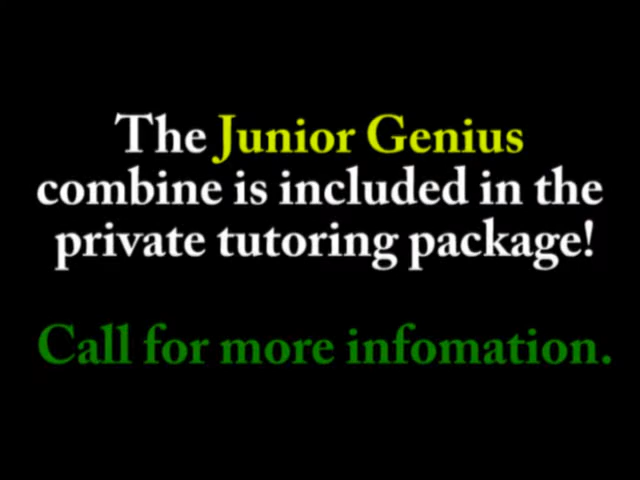 The Junior Genius
combine is included in the
private tutoring package!
Call for more infomation.